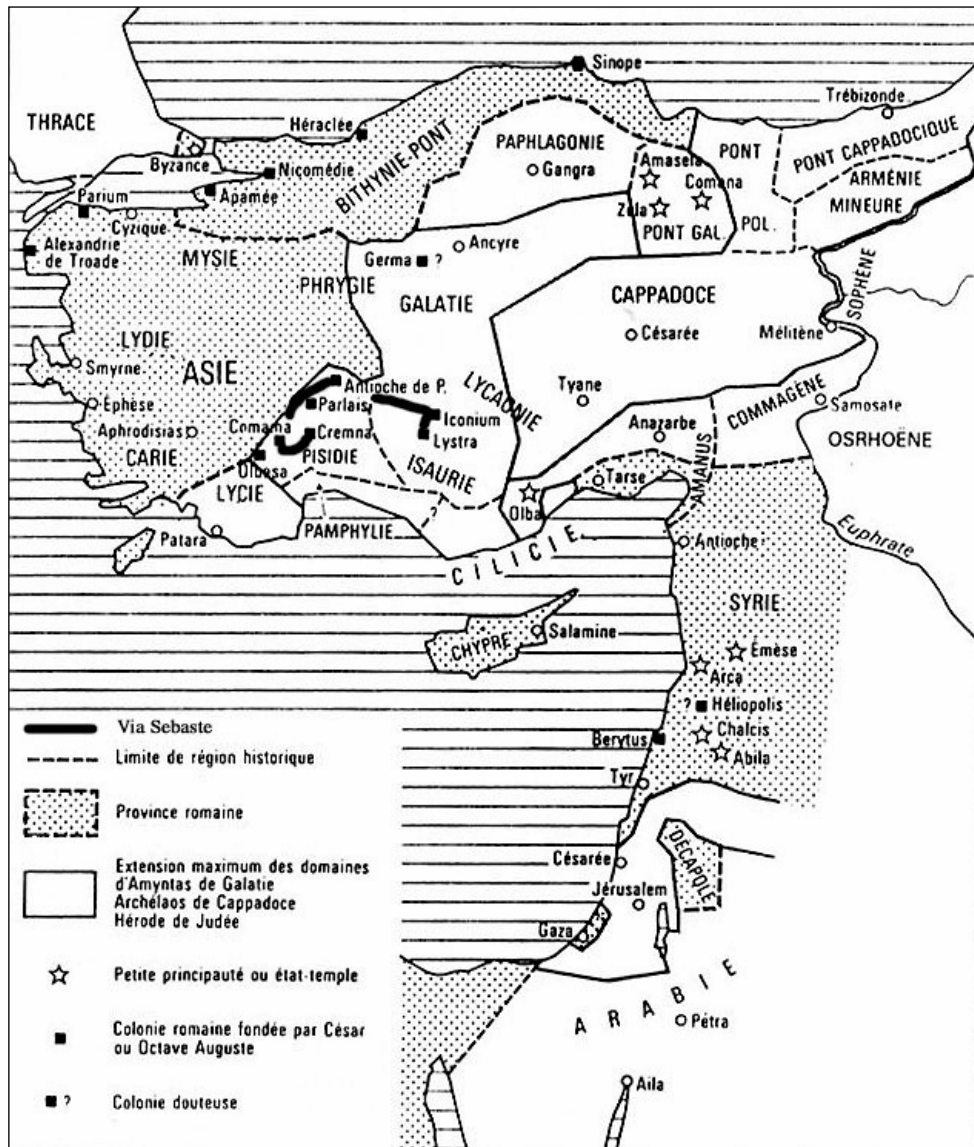 Sinope
THRACE
Trébizonde
Héraclée
Byzance
Nicomédie
BITHYNIE PONT
PAPHLAGONIE
Gangra
Amaseia
Comana
Zéla
PONT GAL.
PONT
POL.
PONT CAPPADOCIQUE
ARMÉNIE
MINEURE
Parium
Apamée
Cyzique
Alexandrie
de Troade
MYSIE
PHRYGIE
Germa ?
Ancyre
GALATIE
CAPPADOCE
Césarée
SOPHÈNE
Mélitène
LYDIE
Smyrne
ASIE
Éphèse
Aphrodisias
CARIE
Antioche de P.
Parlais
Comama
Cremna
Olbasa
PISIDIE
LYCAONIE
Iconium
Lystra
ISAURIE
Tyane
Anazarbe
COMMAGÈNE
Samosate
OSRHOËNE
AMANUS
Tarse
Olba
LYCIE
Patara
PAMPHYLIE
?
CILICIE
Antioche
Euphrate
SYRIE
CHYPRE
Salamine
Émèse
Arca
? Héliopolis
Chalcis
Abila
Berytus
Tyr
Césarée
DÉCAPOLE
Jérusalem
Gaza
ARABIE
Pétra
Aila
Via Sebaste
Limite de région historique
Province romaine
Extension maximum des domaines
d'Amyntas de Galatie
Archélaos de Cappadoce
Hérode de Judée
Petite principauté ou état-temple
Colonie romaine fondée par César
ou Octave Auguste
? Colonie douteuse